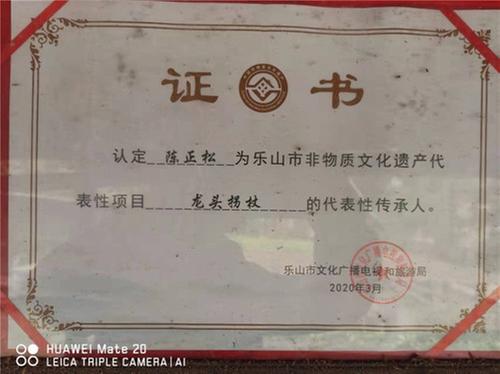 证书
认定 陈正松 为乐山市非物质文化遗产代
表性项目 龙头拐杖 的代表性传承人。
乐山市文化广播电视和旅游局
2020年3月
HUAWEI Mate 20
LEICA TRIPLE CAMERA | AI